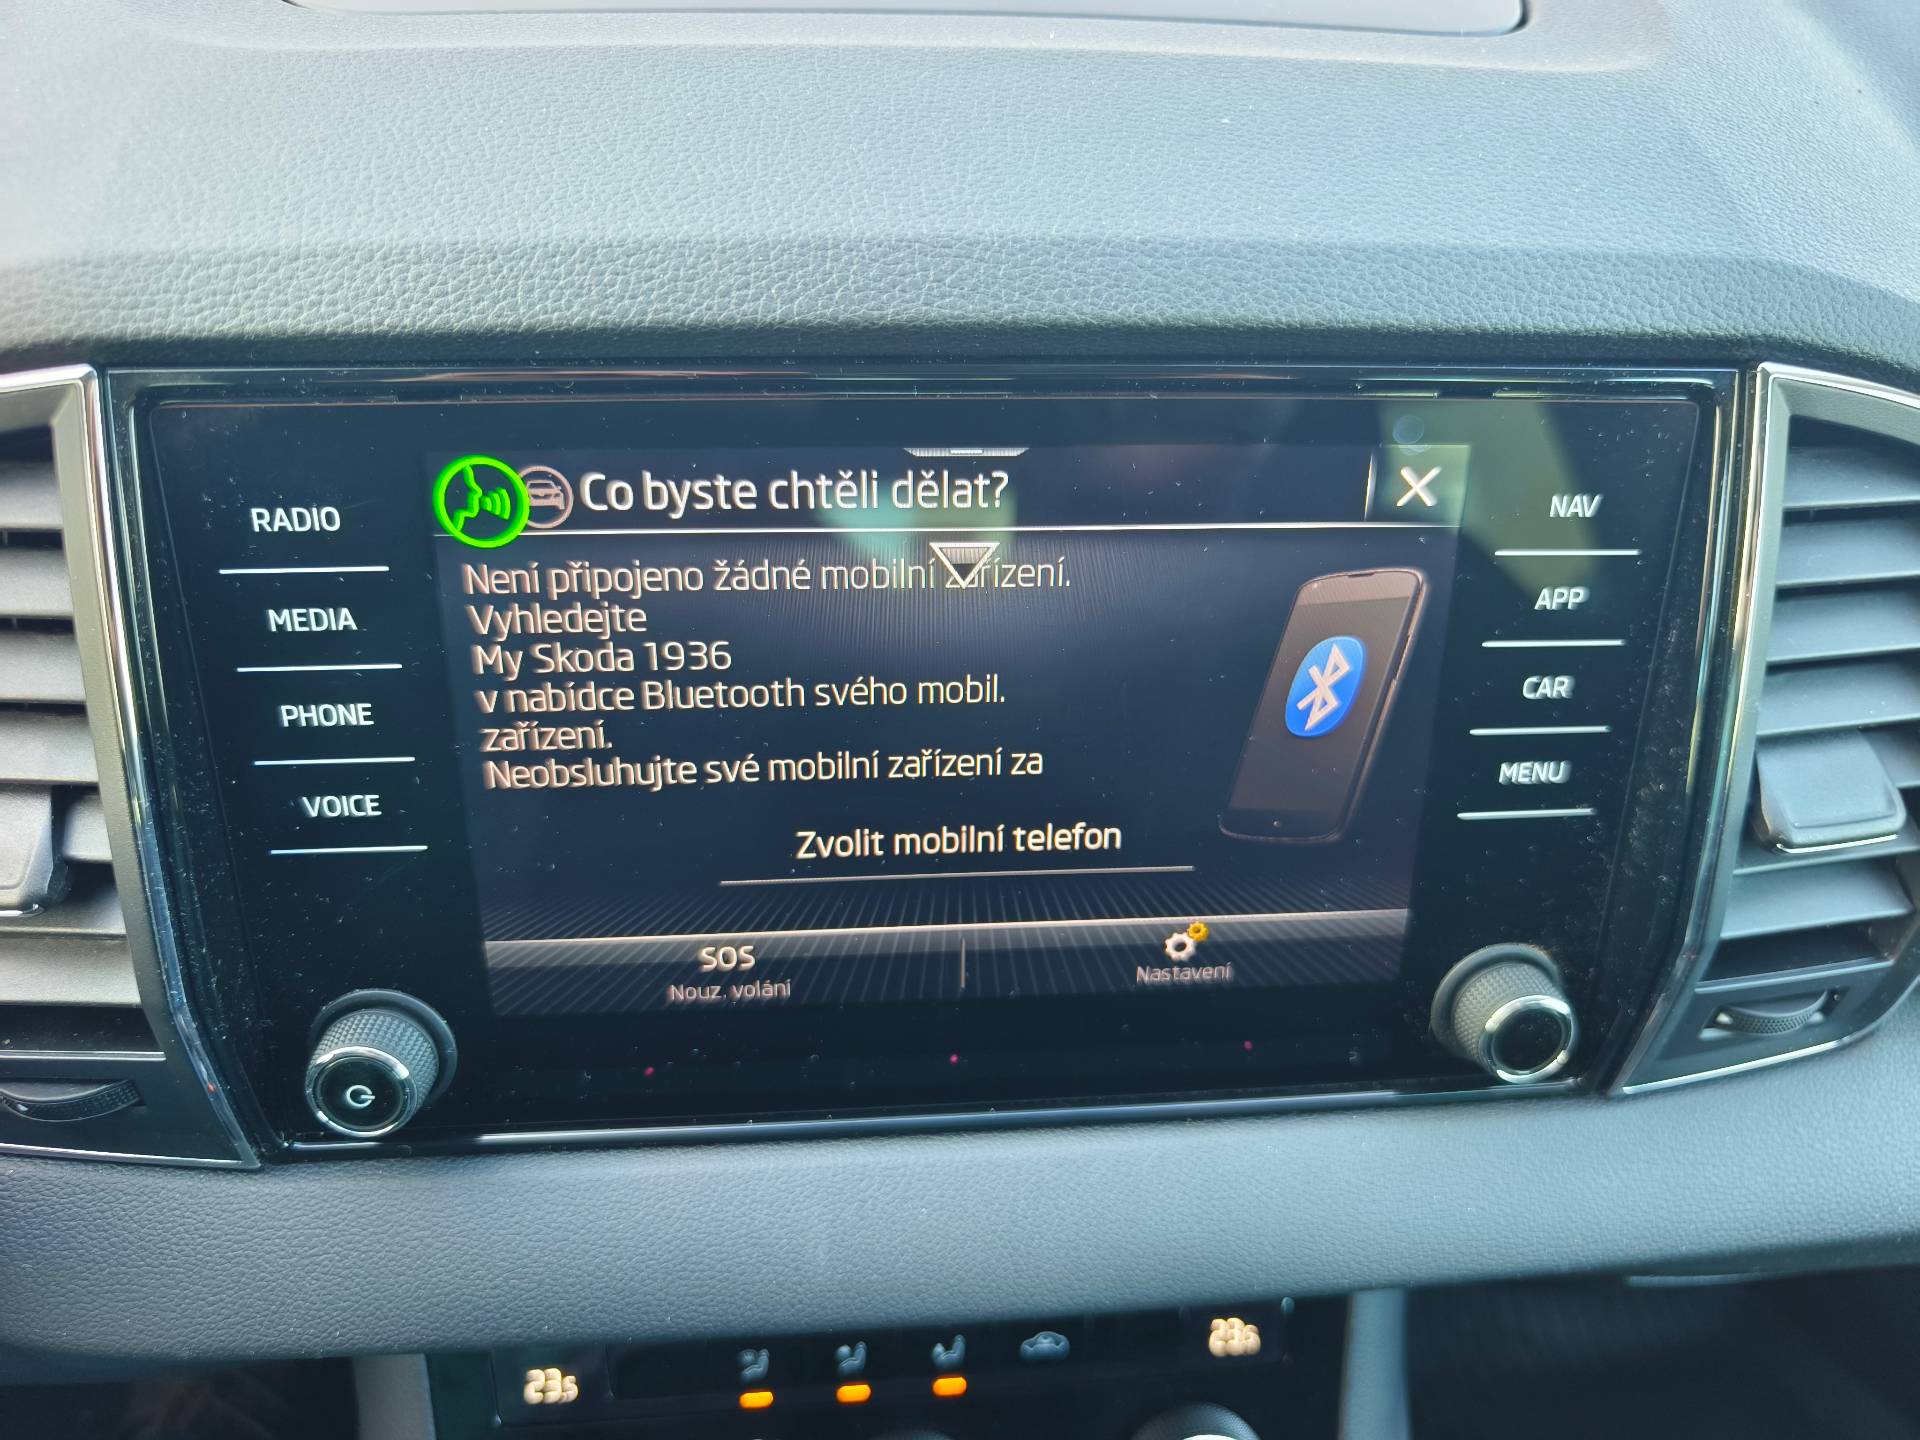 Co byste chtěli dělat?
RADIO
MEDIA
PHONE
VOICE
Není připojeno žádné mobilní zařízení.
Vyhledejte
My Skoda 1936
v nabídce Bluetooth svého mobil.
zařízení.
Neobsluhujte své mobilní zařízení za
Zvolit mobilní telefon
SOS
Nouz. volání
Nastavení
NAV
APP
CAR
MENU
23,5